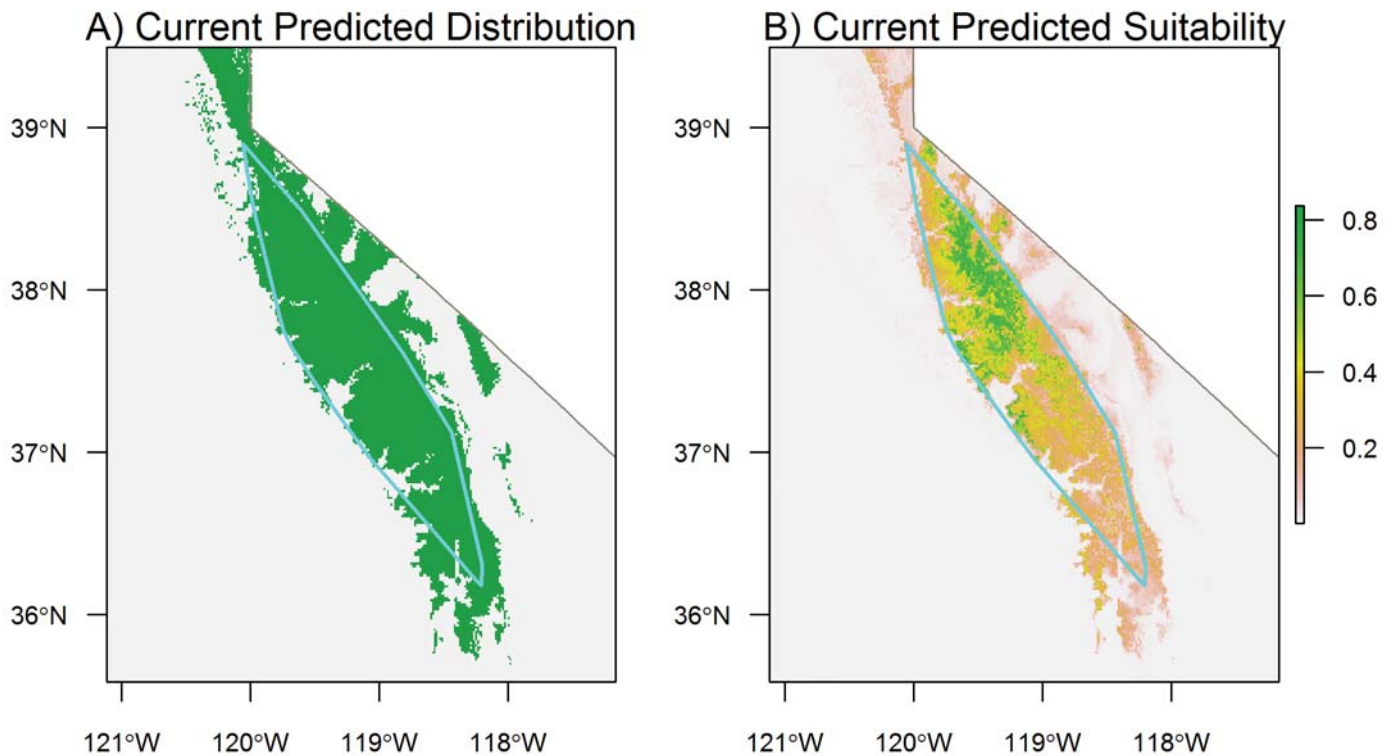 A) Current Predicted Distribution
B) Current Predicted Suitability
39°N
38°N
37°N
36°N
121°W
120°W
119°W
118°W
39°N
38°N
37°N
36°N
121°W
120°W
119°W
118°W
0.8
0.6
0.4
0.2